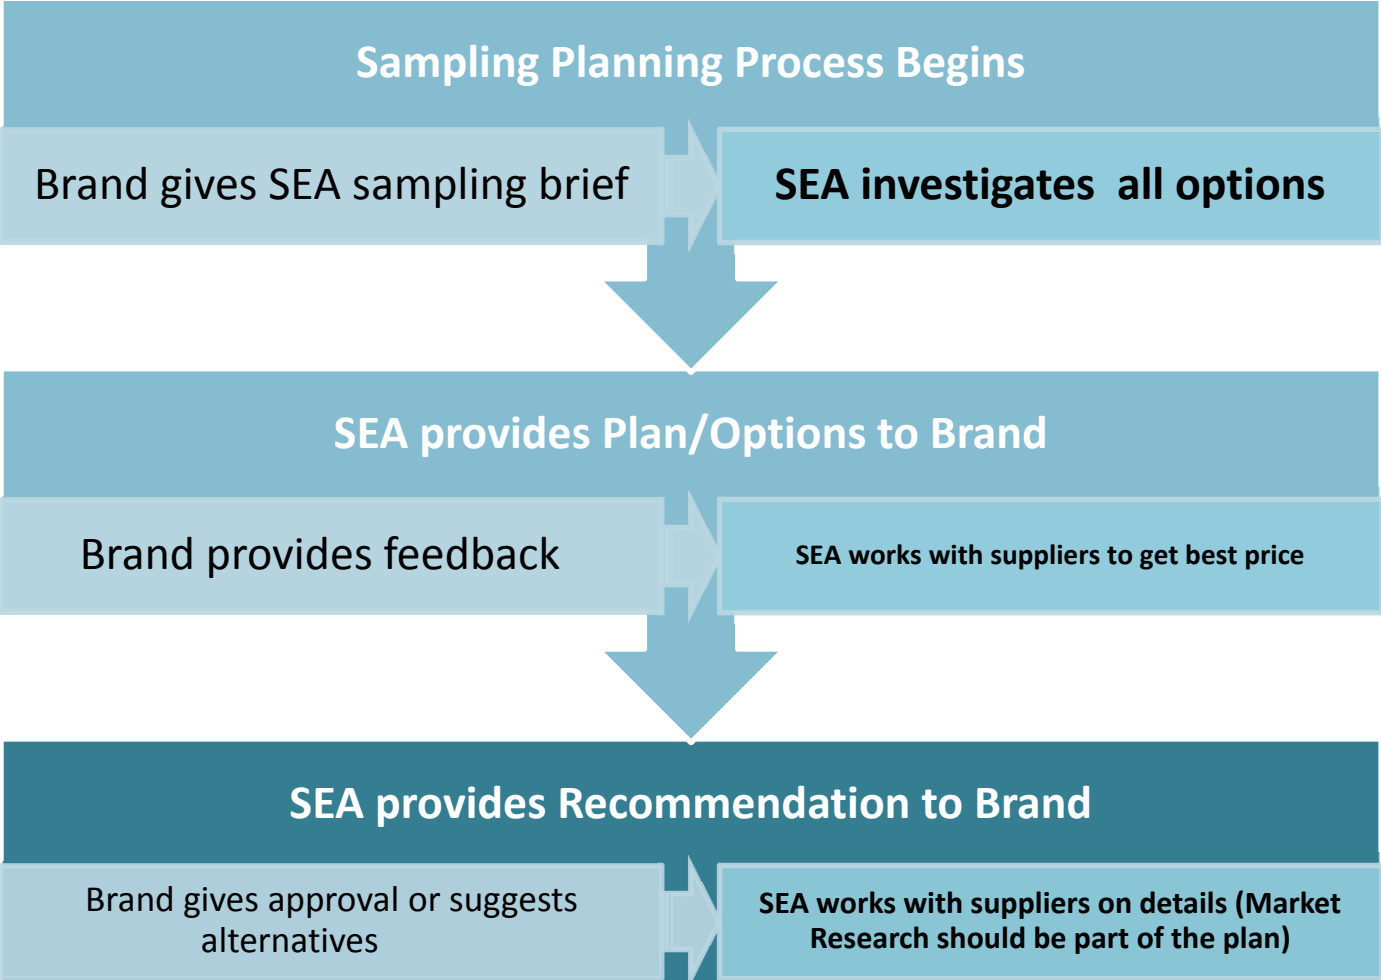 Sampling Planning Process Begins
Brand gives SEA sampling brief
SEA investigates  all options
SEA provides Plan/Options to Brand
Brand provides feedback
SEA works with suppliers to get best price
SEA provides Recommendation to Brand
Brand gives approval or suggests
alternatives
SEA works with suppliers on details (Market
Research should be part of the plan)